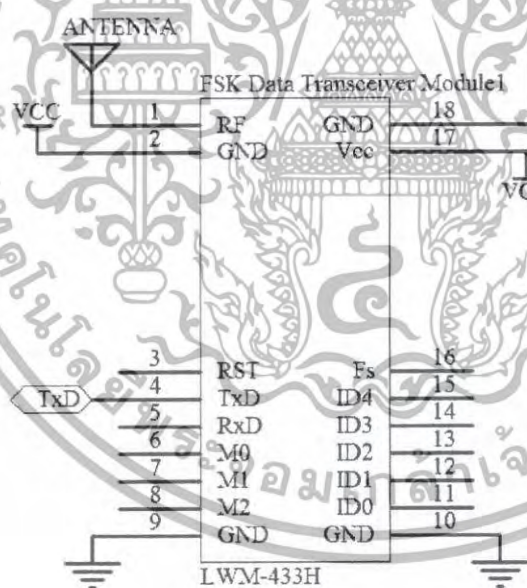 ANTENNA
FSK Data Transceiver Module1
VCC
1 RF GND 18
2 GND Vcc 17
3 RST Fs 16
4 TxD ID4 15
TxD
5 RxD ID3 14
6 M0 ID2 13
7 M1 ID1 12
8 M2 ID0 11
9 GND GND 10
LWM-433H